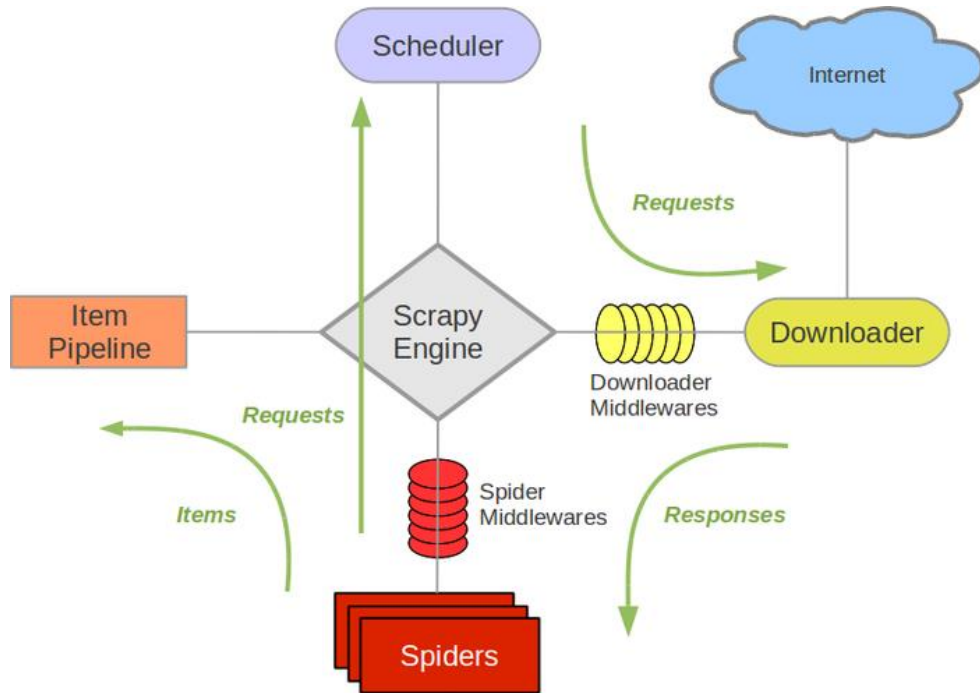 Scheduler
Internet
Requests
Item
Pipeline
Scrapy
Engine
Downloader
Downloader
Middlewares
Requests
Items
Spider
Middlewares
Responses
Spiders